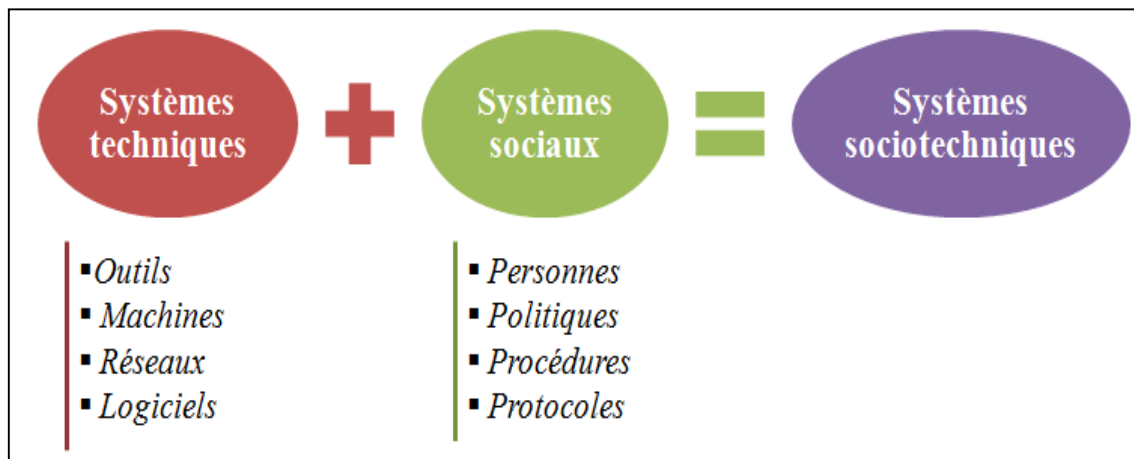 Systèmes
techniques
Systèmes
sociaux
Systèmes
sociotechniques
▪Outils
▪ Machines
▪ Réseaux
▪ Logiciels
▪ Personnes
▪ Politiques
▪ Procédures
▪ Protocoles